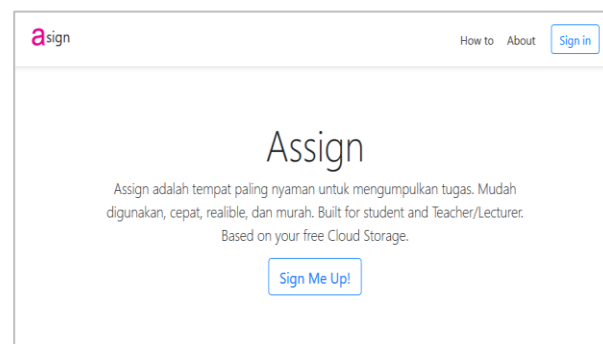 asign
How to About Sign in
Assign
Assign adalah tempat paling nyaman untuk mengumpulkan tugas. Mudah
digunakan, cepat, realible, dan murah. Built for student and Teacher/Lecturer.
Based on your free Cloud Storage.
Sign Me Up!